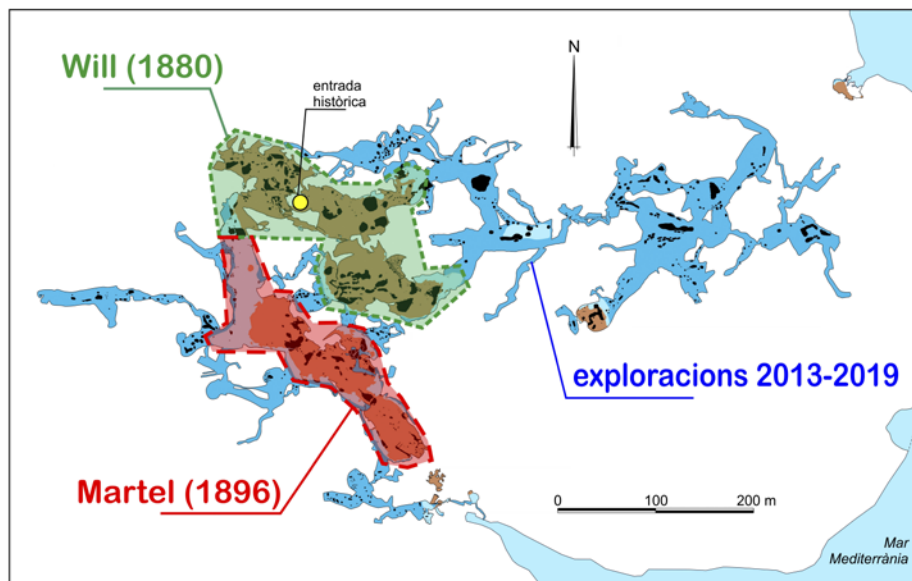 Will (1880)
entrada
històrica
N
exploracions 2013-2019
Martel (1896)
0 100 200 m
Mar
Mediterrània